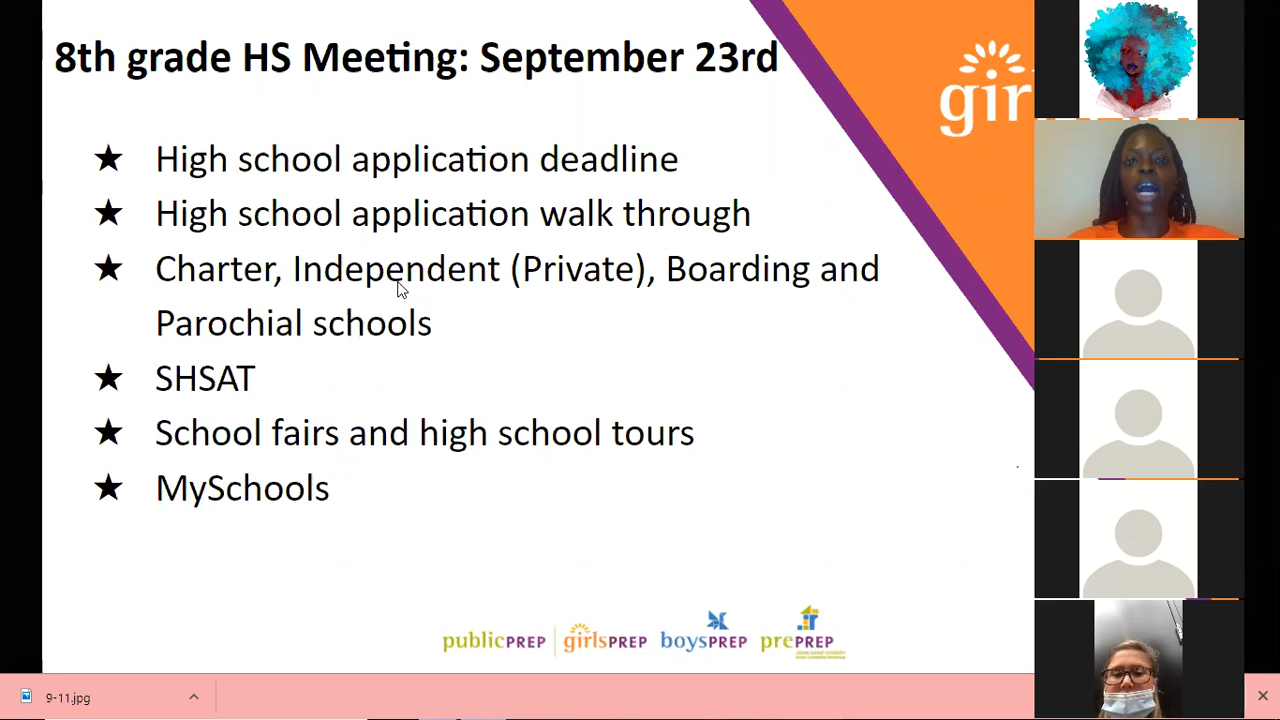 8th grade HS Meeting: September 23rd
gir
★ High school application deadline
★ High school application walk through
★ Charter, Independent (Private), Boarding and
Parochial schools
★ SHSAT
★ School fairs and high school tours
★ MySchools
publicPREP girlsPREP boysPREP prePREP
9-11.jpg